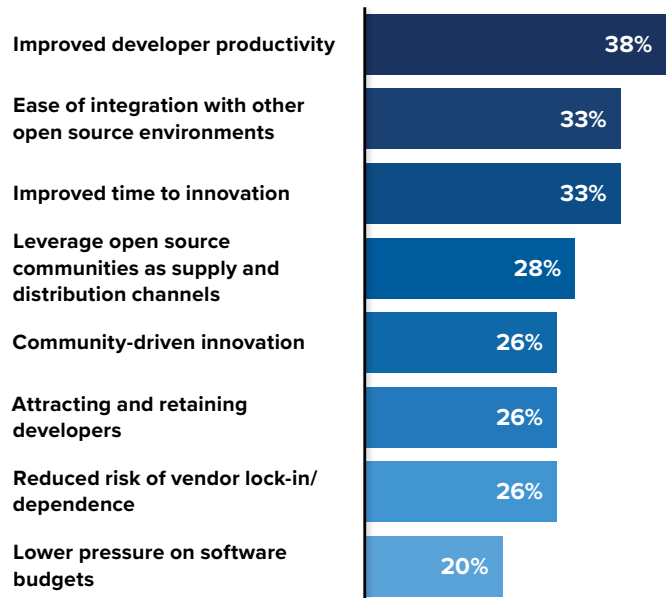 Improved developer productivity
38%
Ease of integration with other
open source environments
33%
Improved time to innovation
33%
Leverage open source
communities as supply and
distribution channels
28%
Community-driven innovation
26%
Attracting and retaining
developers
26%
Reduced risk of vendor lock-in/
dependence
26%
Lower pressure on software
budgets
20%